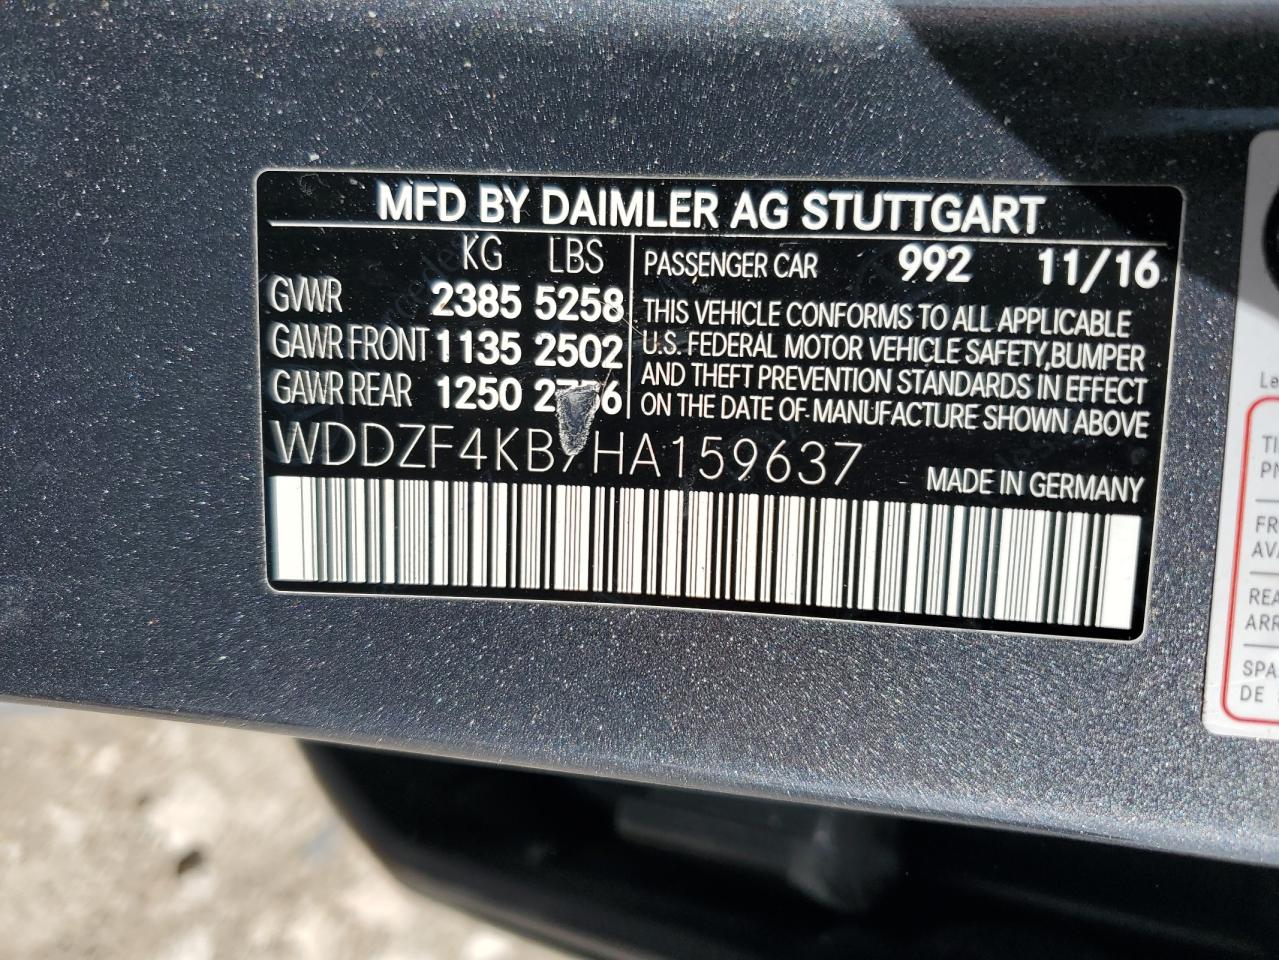 MFD BY DAIMLER AG STUTTGART
KG LBS
GVWR 2385 5258
GAWR FRONT 1135 2502
GAWR REAR 1250
PASSENGER CAR 992 11/16
THIS VEHICLE CONFORMS TO ALL APPLICABLE
U.S. FEDERAL MOTOR VEHICLE SAFETY, BUMPER
AND THEFT PREVENTION STANDARDS IN EFFECT
ON THE DATE OF MANUFACTURE SHOWN ABOVE
MADE IN GERMANY